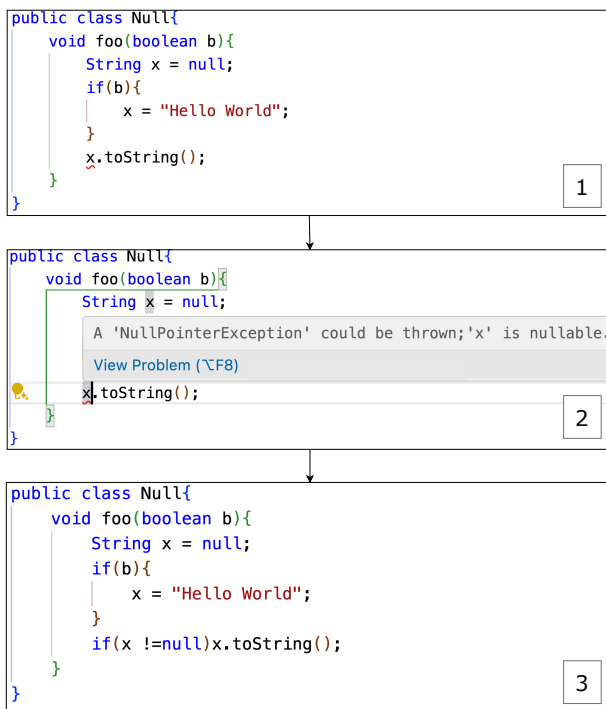 public class Null{
void foo(boolean b){
String x = null;
if(b){
x = "Hello World";
}
x.toString();
}
}
1
public class Null{
void foo(boolean b){
String x = null;
A 'NullPointerException' could be thrown;'x' is nullable.
View Problem (⌥F8)
x.toString();
}
}
2
public class Null{
void foo(boolean b){
String x = null;
if(b){
x = "Hello World";
}
if(x !=null)x.toString();
}
}
3